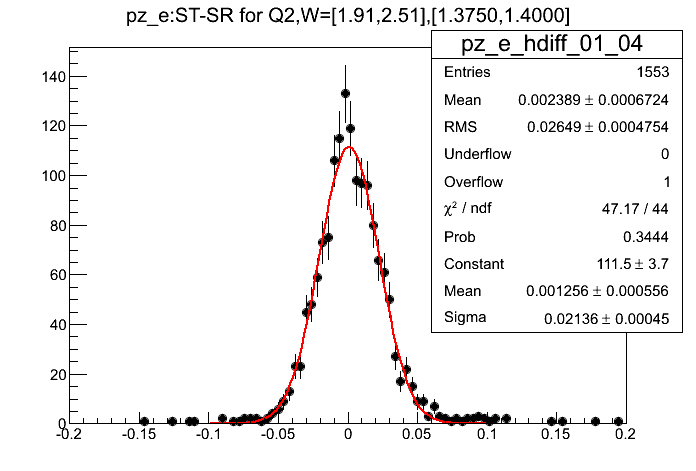 pz_e:ST-SR for Q2,W=[1.91,2.51],[1.3750,1.4000]
pz_e_hdiff_01_04
Entries 1553
Mean 0.002389 ± 0.0006724
RMS 0.02649 ± 0.0004754
Underflow 0
Overflow 1
χ² / ndf 47.17 / 44
Prob 0.3444
Constant 111.5 ± 3.7
Mean 0.001256 ± 0.000556
Sigma 0.02136 ± 0.00045
140
120
100
80
60
40
20
0
-0.2 -0.15 -0.1 -0.05 0 0.05 0.1 0.15 0.2